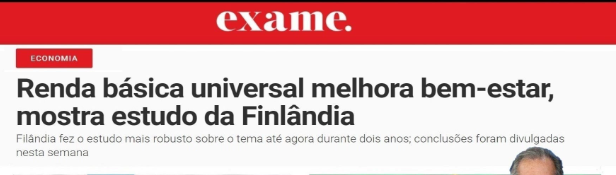 exame.
ECONOMIA
Renda básica universal melhora bem-estar,
mostra estudo da Finlândia
Filândia fez o estudo mais robusto sobre o tema até agora durante dois anos; conclusões foram divulgadas
nesta semana